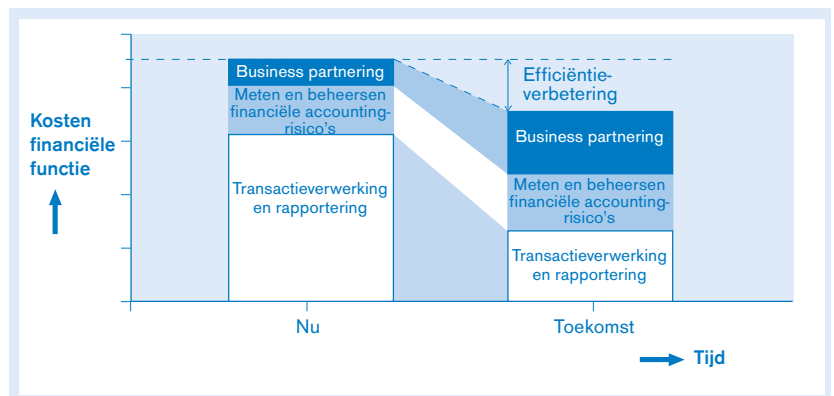 Kosten
financiële
functie
Business partnering
Meten en beheersen
financiële accounting-
risico's
Transactieverwerking
en rapportering
Efficiëntie-
verbetering
Business partnering
Meten en beheersen
financiële accounting-
risico's
Transactieverwerking
en rapportering
Nu
Toekomst
Tijd